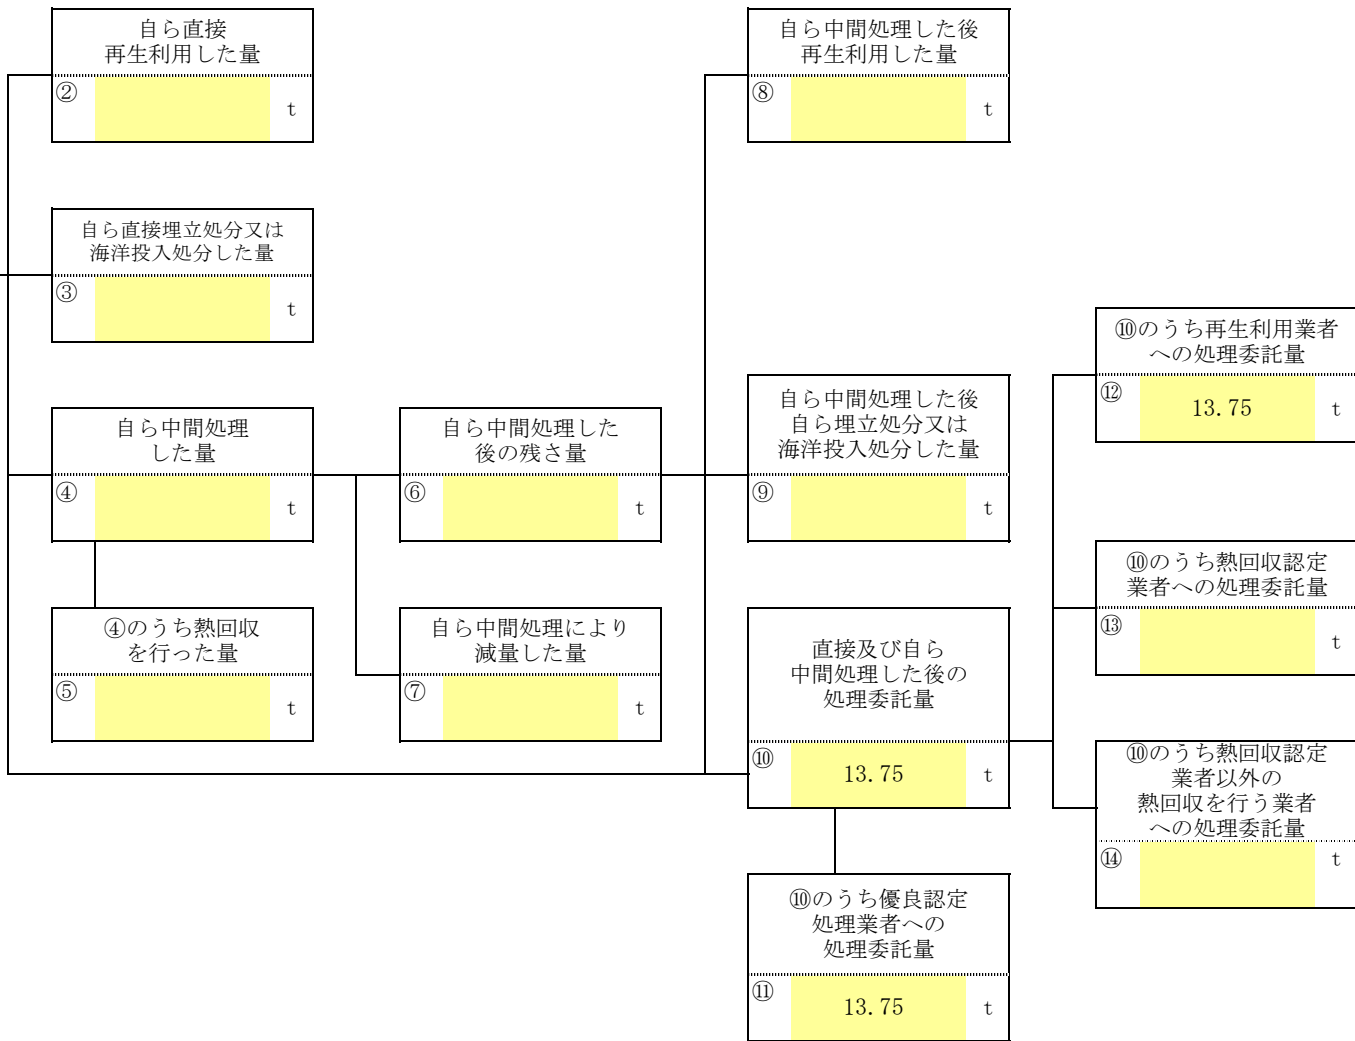 自ら直接
再生利用した量
②
t
自ら中間処理した後
再生利用した量
⑧
t
自ら直接埋立処分又は
海洋投入処分した量
③
t
⑩のうち再生利用業者
への処理委託量
⑫
13.75
t
自ら中間処理
した量
④
t
自ら中間処理した
後の残さ量
⑥
t
自ら中間処理した後
自ら埋立処分又は
海洋投入処分した量
⑨
t
⑩のうち熱回収認定
業者への処理委託量
⑬
t
④のうち熱回収
を行った量
⑤
t
自ら中間処理により
減量した量
⑦
t
直接及び自ら
中間処理した後の
処理委託量
⑩
13.75
t
⑩のうち熱回収認定
業者以外の
熱回収を行う業者
への処理委託量
⑭
t
⑩のうち優良認定
処理業者への
処理委託量
⑪
13.75
t